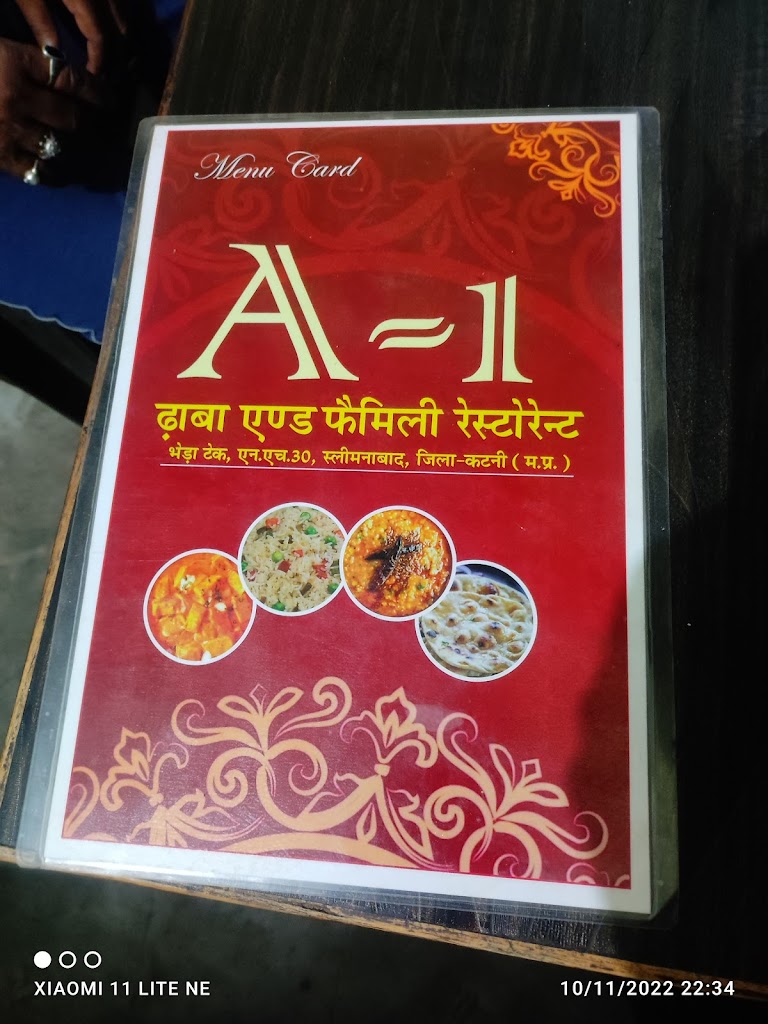 Menu Card
A-1
ढ़ाबा एण्ड फैमिली रेस्टोरेन्ट
भेड़ा टेक, एन.एच.30, स्लीमनाबाद, जिला-कटनी ( म.प्र. )
XIAOMI 11 LITE NE
10/11/2022 22:34